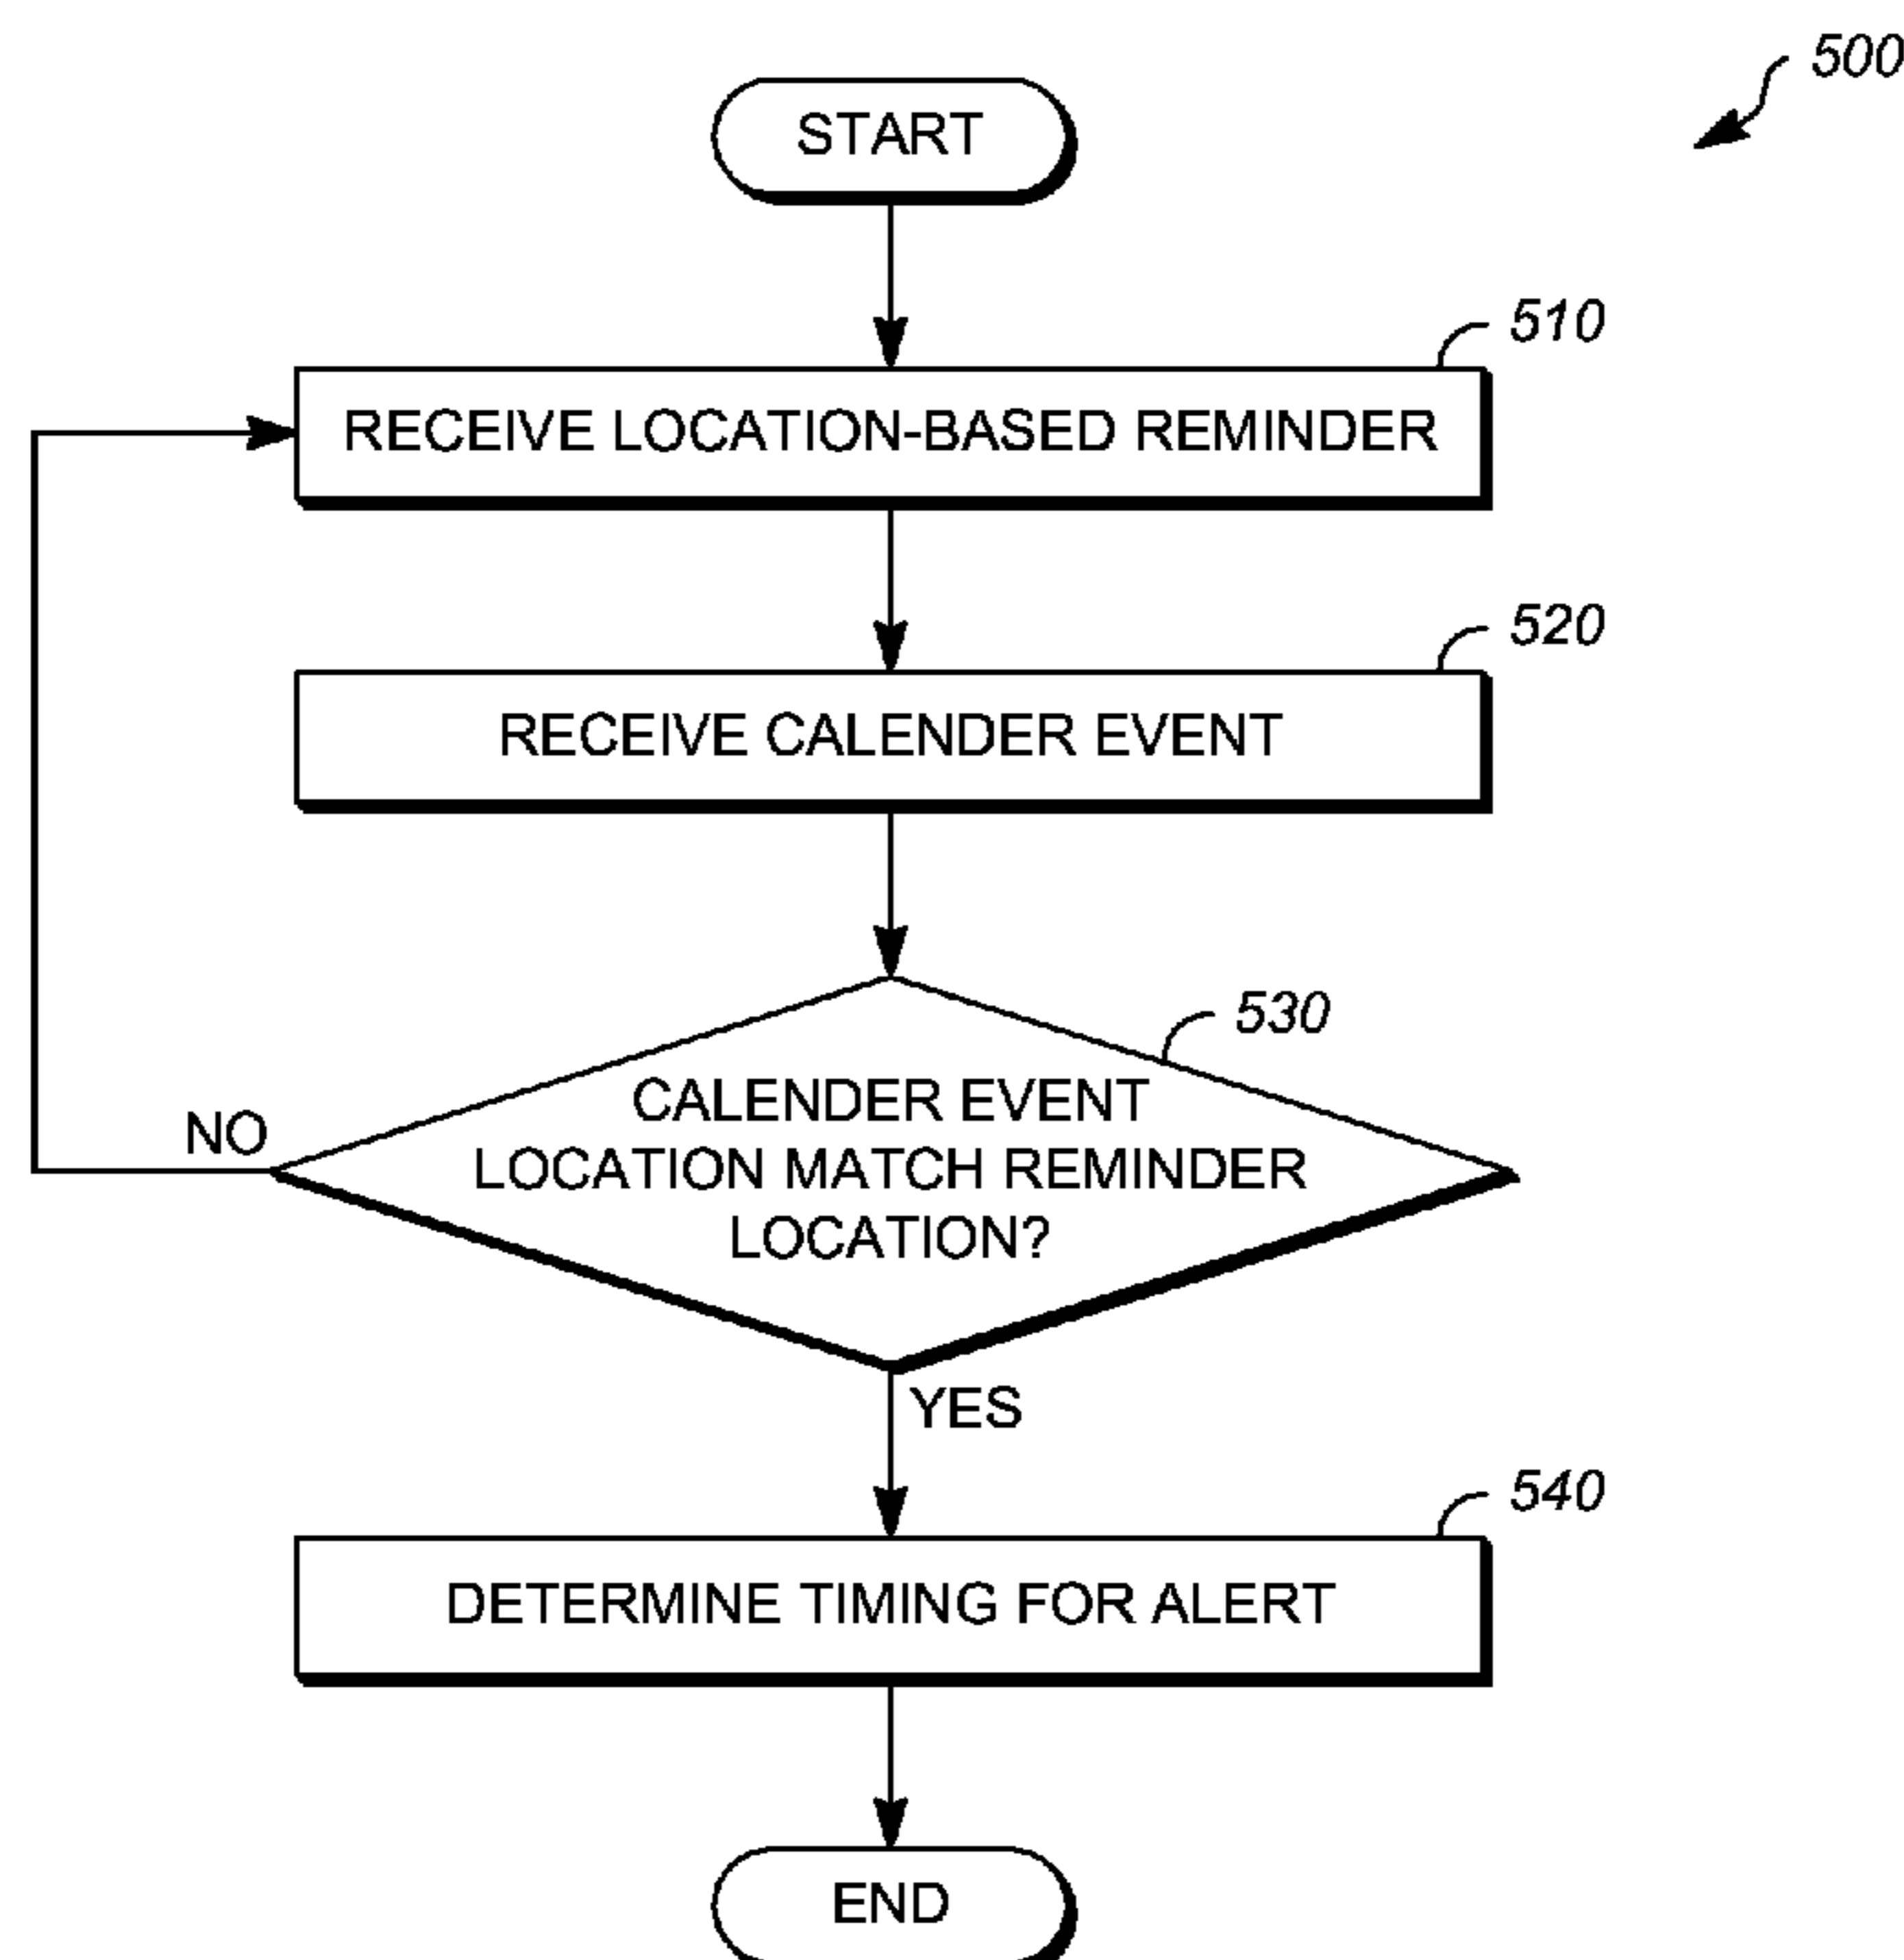 500
START
510
RECEIVE LOCATION-BASED REMINDER
520
RECEIVE CALENDER EVENT
530
CALENDER EVENT
LOCATION MATCH REMINDER
LOCATION?
NO
YES
540
DETERMINE TIMING FOR ALERT
END